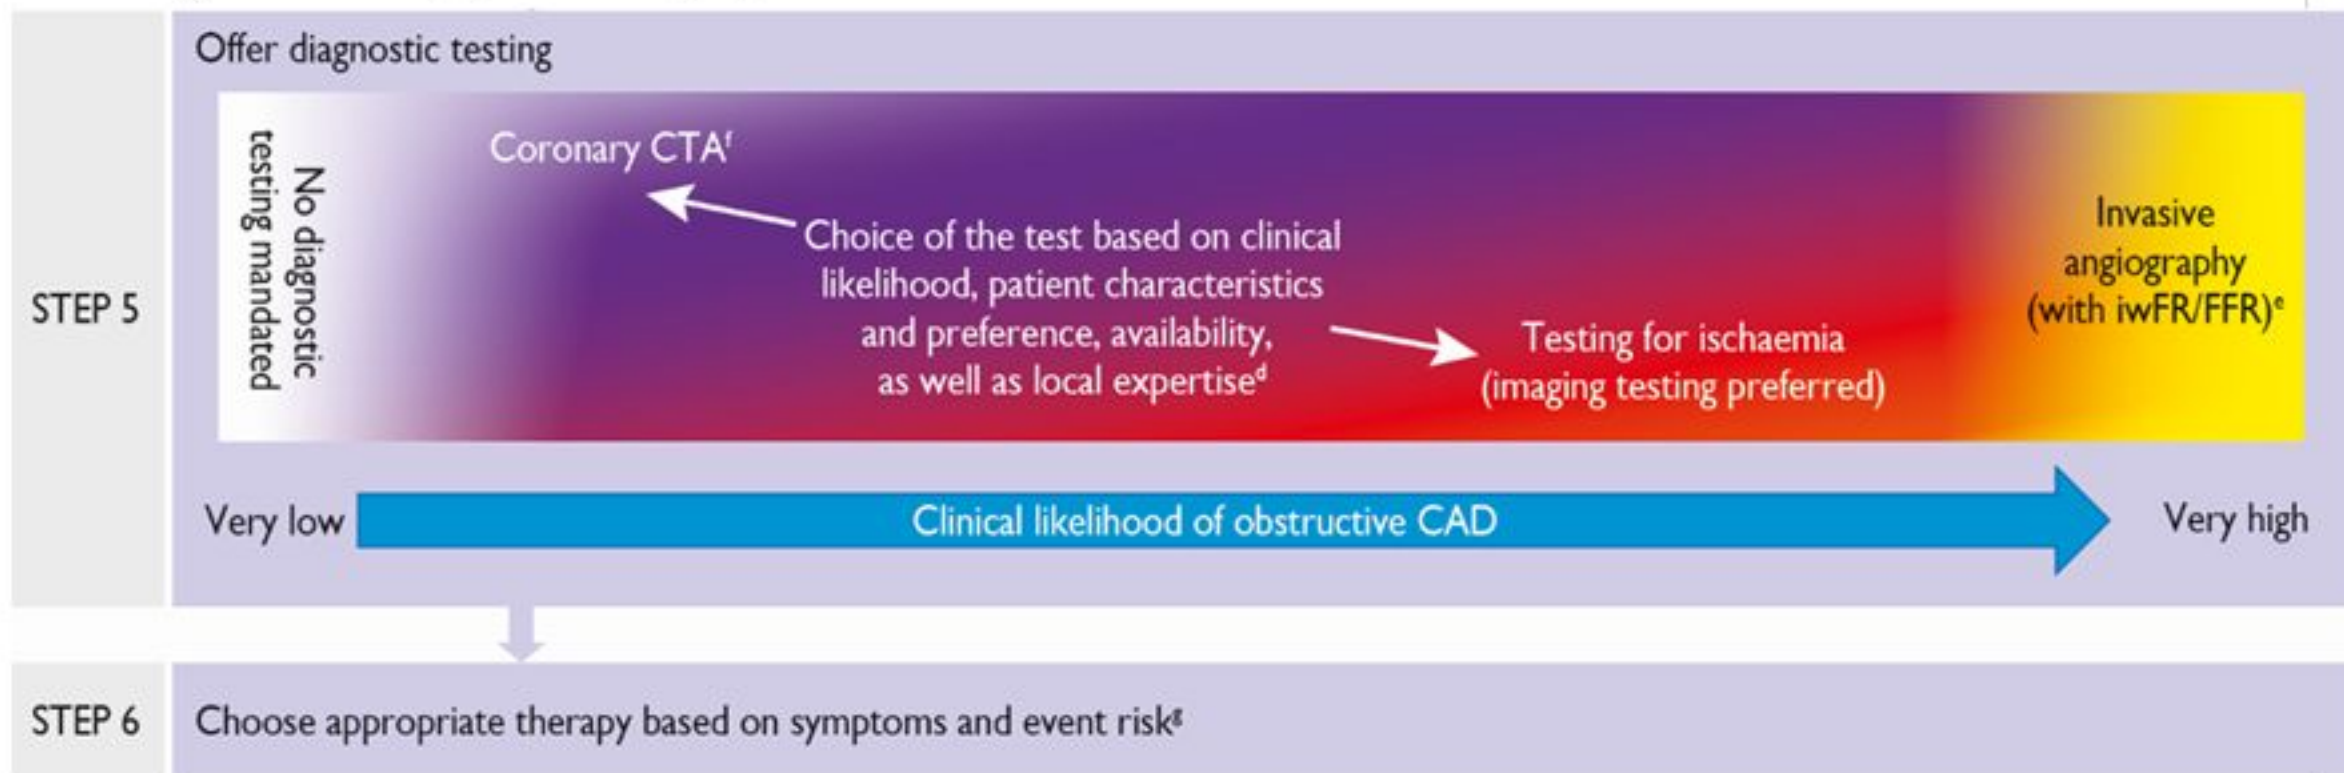 STEP 5
Offer diagnostic testing
No diagnostic
testing mandated
Coronary CTAᶠ
Choice of the test based on clinical
likelihood, patient characteristics
and preference, availability,
as well as local expertiseᵈ
Testing for ischaemia
(imaging testing preferred)
Invasive
angiography
(with iwFR/FFR)ᵉ
Very low
Clinical likelihood of obstructive CAD
Very high
STEP 6
Choose appropriate therapy based on symptoms and event riskᵍ